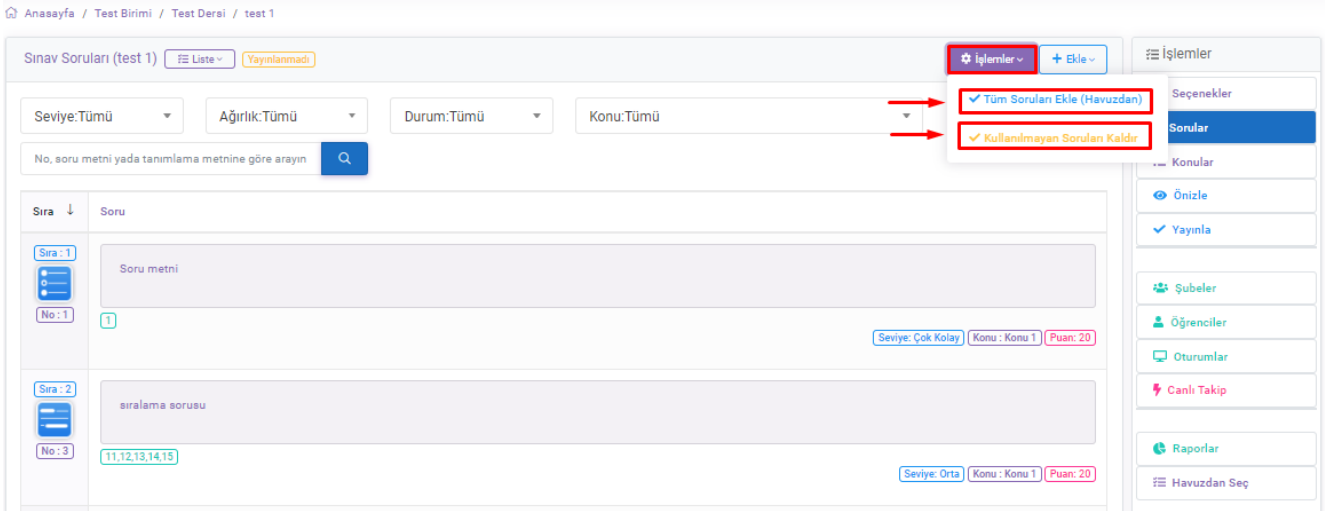 Anasayfa / Test Birimi / Test Dersi / test 1
Sınav Soruları (test 1) Liste Yayınlanmadı
İşlemler + Ekle
Tüm Soruları Ekle (Havuzdan)
Kullanılmayan Soruları Kaldır
Seviye:Tümü Ağırlık:Tümü Durum:Tümü Konu:Tümü
No, soru metni yada tanımlama metnine göre arayın
Sıra ↓ Soru
Sıra : 1
Soru metni
No : 1
1
Seviye: Çok Kolay Konu : Konu 1 Puan: 20
Sıra : 2
sıralama sorusu
No : 3
11,12,13,14,15
Seviye: Orta Konu : Konu 1 Puan: 20
İşlemler
Seçenekler
Sorular
Konular
Önizle
Yayınla
Şubeler
Öğrenciler
Oturumlar
Canlı Takip
Raporlar
Havuzdan Seç